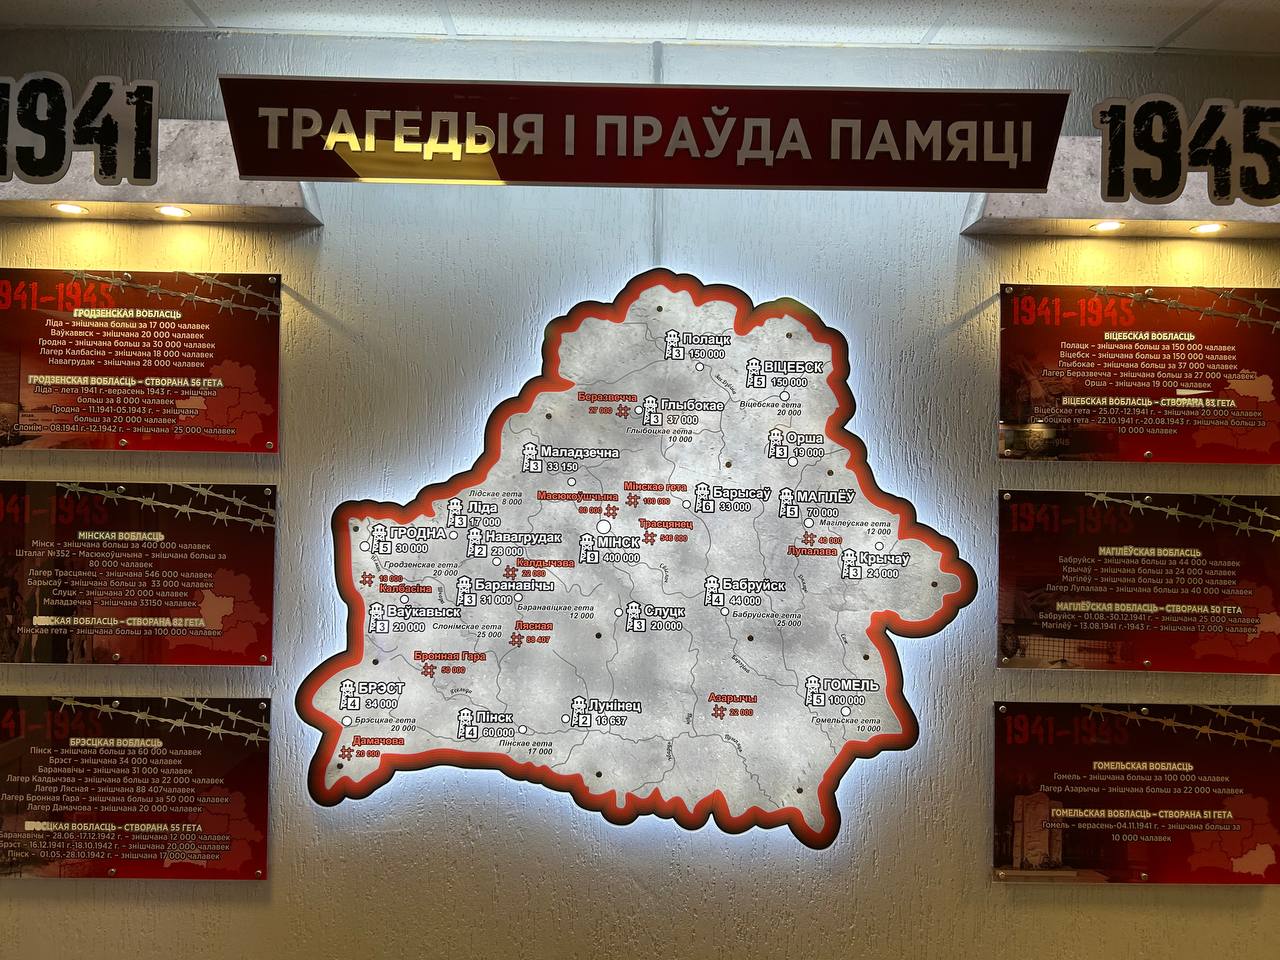 1941
ТРАГЕДЫЯ І ПРАЎДА ПАМЯЦІ
1945
1941-1945
ГРОДЗЕНСКАЯ ВОБЛАСЦЬ
Ліда – знішчана больш за 17 000 чалавек
Ваўкавыск – знішчана 20 000 чалавек
Гродна – знішчана больш за 30 000 чалавек
Лагер Калбасіна – знішчана 18 000 чалавек
Навагрудак – знішчана 28 000 чалавек
ГРОДЗЕНСКАЯ ВОБЛАСЦЬ – СТВОРАНА 56 ГЕТА
Ліда – лета 1941 г.-верасень 1943 г. – знішчана
больш за 8 000 чалавек
Гродна – 11.1941-05.1943 г. – знішчана
больш за 20 000 чалавек
Слонім – 08.1941 г.-12.1942 г. – знішчана 25 000 чалавек
МІНСКАЯ ВОБЛАСЦЬ
Мінск – знішчана больш за 400 000 чалавек
Шталаг №352 – Масюкоўшчына – знішчана больш за
80 000 чалавек
Лагер Трасцянец – знішчана 546 000 чалавек
Барысаў – знішчана больш за 33 000 чалавек
Слуцк – знішчана 20 000 чалавек
Маладзечна – знішчана 33150 чалавек
МІНСКАЯ ВОБЛАСЦЬ – СТВОРАНА 82 ГЕТА
Мінскае гета – знішчана больш за 100 000 чалавек
БРЭСЦКАЯ ВОБЛАСЦЬ
Пінск – знішчана больш за 60 000 чалавек
Брэст – знішчана 34 000 чалавек
Баранавічы – знішчана 31 000 чалавек
Лагер Калдычэва – знішчана больш за 22 000 чалавек
Лагер Лясная – знішчана 88 407чалавек
Лагер Бронная Гара – знішчана больш за 50 000 чалавек
Лагер Дамачова – знішчана 20 000 чалавек
БРЭСЦКАЯ ВОБЛАСЦЬ – СТВОРАНА 55 ГЕТА
Баранавічы – 28.06.-17.12.1942 г. – знішчана 12 000 чалавек
Брэст – 16.12.1941 г.-18.10.1942 г. – знішчана 20 000 чалавек
Пінск – 01.05.-28.10.1942 г. – знішчана 17 000 чалавек
Полацк
3 150 000
ВІЦЕБСК
5 150 000
Віцебскае гета
20 000
Беразвечча
27 000
Глыбокае
3 37 000
Глыбоцкае гета
10 000
Орша
3 19 000
Маладзечна
3 33 150
Мінскае гета
100 000
Масюкоўшчына
80 000
Барысаў
6 33 000
МАГІЛЁЎ
5 70 000
Магілёўскае гета
12 000
Лідскае гета
8 000
Ліда
3 17 000
Трасцянец
546 000
Лупалава
40 000
ГРОДНА
5 30 000
Навагрудак
2 28 000
МІНСК
9 400 000
Крычаў
3 24 000
Гродзенскае гета
20 000
Калдычэва
22 000
Калбасіна
18 000
Баранавічы
3 31 000
Баранавіцкае гета
12 000
Бабруйск
4 44 000
Бабруйскае гета
25 000
Ваўкавыск
3 20 000
Слонімскае гета
25 000
Слуцк
3 20 000
Лясная
88 407
Бронная Гара
50 000
БРЭСТ
4 34 000
Брэсцкае гета
20 000
Азарычы
22 000
ГОМЕЛЬ
5 100 000
Гомельскае гета
10 000
Пінск
4 60 000
Пінскае гета
17 000
Лунінец
2 16 637
Дамачова
20 000
1941-1945
ВІЦЕБСКАЯ ВОБЛАСЦЬ
Полацк – знішчана больш за 150 000 чалавек
Віцебск – знішчана больш за 150 000 чалавек
Глыбокае – знішчана больш за 37 000 чалавек
Лагер Беразвечча – знішчана больш за 27 000 чалавек
Орша – знішчана 19 000 чалавек
ВІЦЕБСКАЯ ВОБЛАСЦЬ – СТВОРАНА 83 ГЕТА
Віцебскае гета – 25.07.-12.1941 г. – знішчана 20 000 чалавек
Глыбоцкае гета – 22.10.1941 г.-20.08.1943 г. – знішчана
10 000 чалавек
1941-1945
МАГІЛЁЎСКАЯ ВОБЛАСЦЬ
Бабруйск – знішчана больш за 44 000 чалавек
Крычаў – знішчана больш за 24 000 чалавек
Магілёў – знішчана больш за 70 000 чалавек
Лагер Лупалава – знішчана 40 000 чалавек
МАГІЛЁЎСКАЯ ВОБЛАСЦЬ – СТВОРАНА 50 ГЕТА
Бабруйск – 01.08.-30.12.1941 г. – знішчана 25 000 чалавек
Магілёў – 13.08.1941 г.-1943 г. – знішчана 12 000 чалавек
1941-1945
ГОМЕЛЬСКАЯ ВОБЛАСЦЬ
Гомель – знішчана больш за 100 000 чалавек
Лагер Азарычы – знішчана больш за 22 000 чалавек
ГОМЕЛЬСКАЯ ВОБЛАСЦЬ – СТВОРАНА 51 ГЕТА
Гомель – верасень-04.11.1941 г. – знішчана больш за
10 000 чалавек